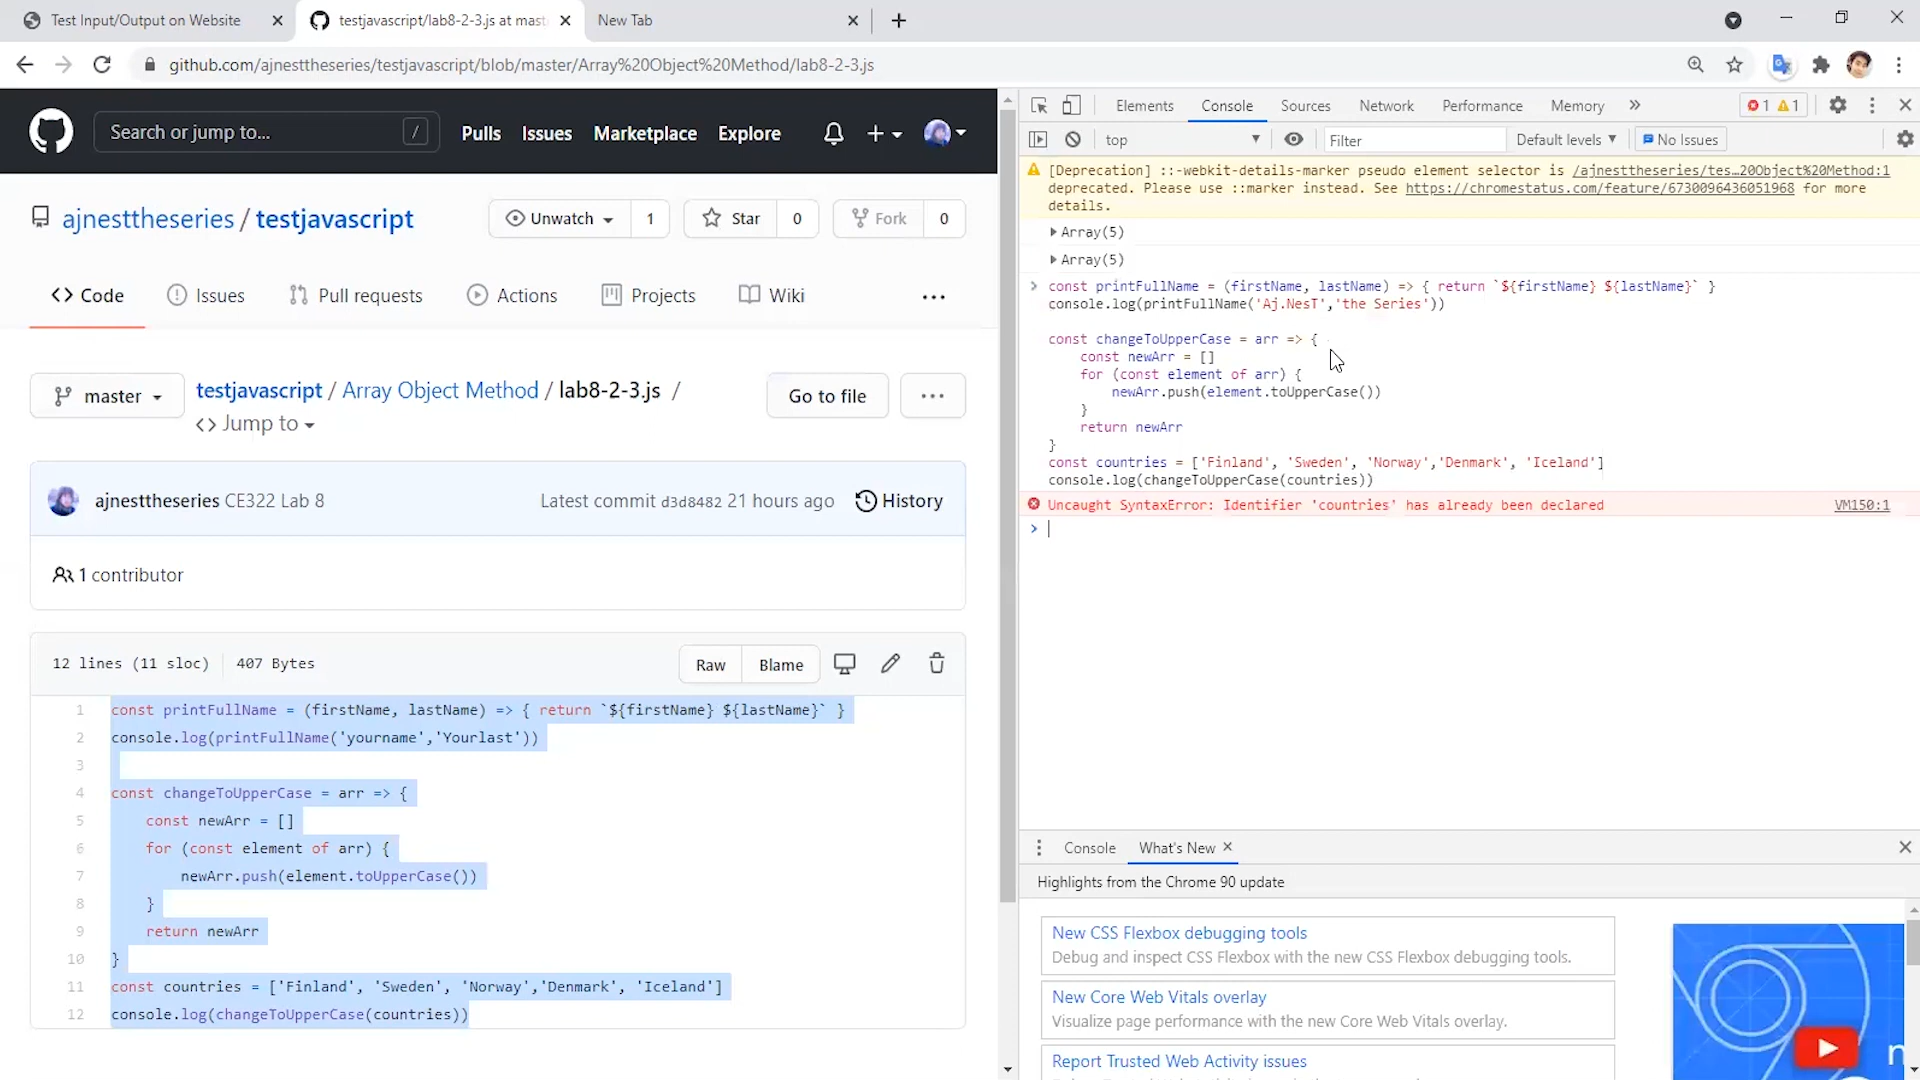 Test Input/Output on Website
testjavascript/lab8-2-3.js at mast
New Tab
github.com/ajnesttheseries/testjavascript/blob/master/Array%20Object%20Method/lab8-2-3.js
Search or jump to... /
Pulls Issues Marketplace Explore
ajnesttheseries / testjavascript
Unwatch 1 Star 0 Fork 0
<> Code Issues Pull requests Actions Projects Wiki ...
master testjavascript / Array Object Method / lab8-2-3.js / Go to file ...
<> Jump to
ajnesttheseries CE322 Lab 8 Latest commit d3d8482 21 hours ago History
1 contributor
12 lines (11 sloc) 407 Bytes Raw Blame
1 const printFullName = (firstName, lastName) => { return `${firstName} ${lastName}` }
2 console.log(printFullName('yourname','Yourlast'))
3
4 const changeToUpperCase = arr => {
5 const newArr = []
6 for (const element of arr) {
7 newArr.push(element.toUpperCase())
8 }
9 return newArr
10 }
11 const countries = ['Finland', 'Sweden', 'Norway','Denmark', 'Iceland']
12 console.log(changeToUpperCase(countries))
Elements Console Sources Network Performance Memory » 1 1
top Filter Default levels No Issues
[Deprecation] ::-webkit-details-marker pseudo element selector is /ajnesttheseries/tes…20Object%20Method:1
deprecated. Please use ::marker instead. See https://chromestatus.com/feature/6730096436051968 for more
details.
Array(5)
Array(5)
> const printFullName = (firstName, lastName) => { return `${firstName} ${lastName}` }
console.log(printFullName('Aj.NesT','the Series'))
const changeToUpperCase = arr => {
const newArr = []
for (const element of arr) {
newArr.push(element.toUpperCase())
}
return newArr
}
const countries = ['Finland', 'Sweden', 'Norway','Denmark', 'Iceland']
console.log(changeToUpperCase(countries))
Uncaught SyntaxError: Identifier 'countries' has already been declared VM150:1
>
Console What's New
Highlights from the Chrome 90 update
New CSS Flexbox debugging tools
Debug and inspect CSS Flexbox with the new CSS Flexbox debugging tools.
New Core Web Vitals overlay
Visualize page performance with the new Core Web Vitals overlay.
Report Trusted Web Activity issues